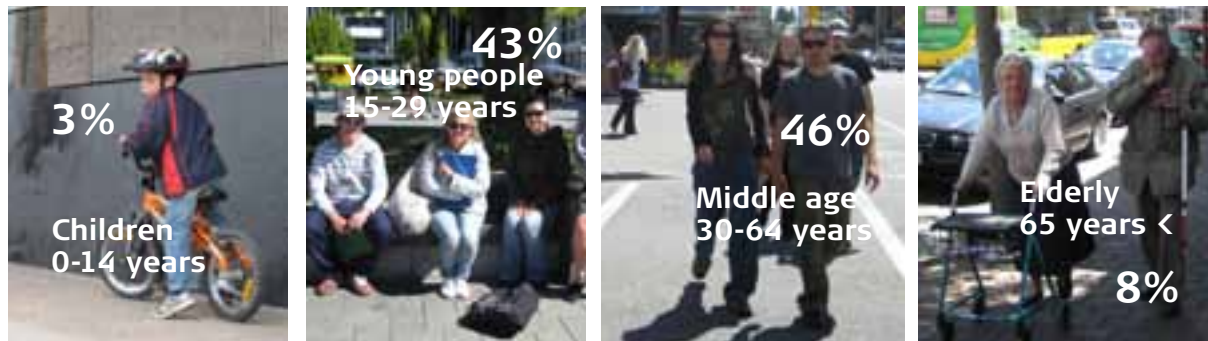 3%
Children
0-14 years
43%
Young people
15-29 years
46%
Middle age
30-64 years
Elderly
65 years <
8%